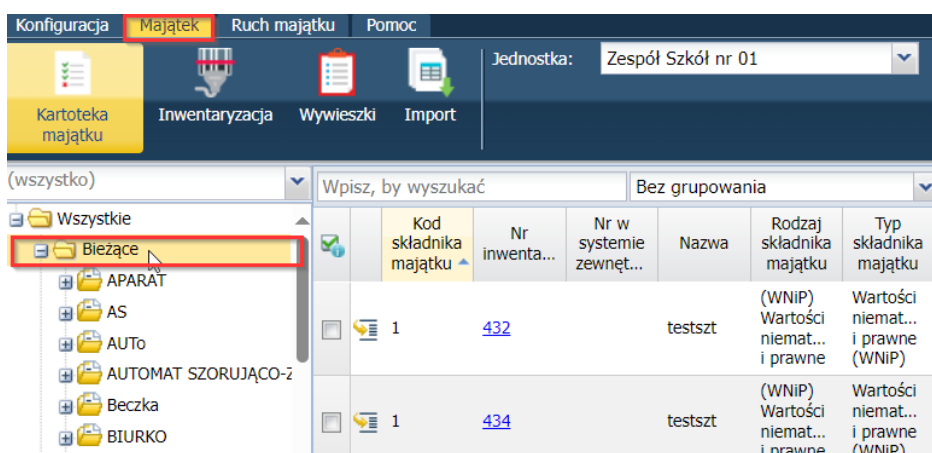 Konfiguracja Majątek Ruch majątku Pomoc
Jednostka: Zespół Szkół nr 01
Kartoteka majątku
Inwentaryzacja
Wywieszki
Import
(wszystko)
Wpisz, by wyszukać
Bez grupowania
Wszystkie
Bieżące
APARAT
AS
AUTo
AUTOMAT SZORUJĄCO-Z
Beczka
BIURKO
Kod
składnika
majątku
Nr
inwenta...
Nr w
systemie
zewnęt...
Nazwa
Rodzaj
składnika
majątku
Typ
składnika
majątku
1
432
testszt
(WNiP)
Wartości
niemat...
i prawne
Wartości
niemat...
i prawne
(WNiP)
1
434
testszt
(WNiP)
Wartości
niemat...
i prawne
Wartości
niemat...
i prawne
(WNiP)